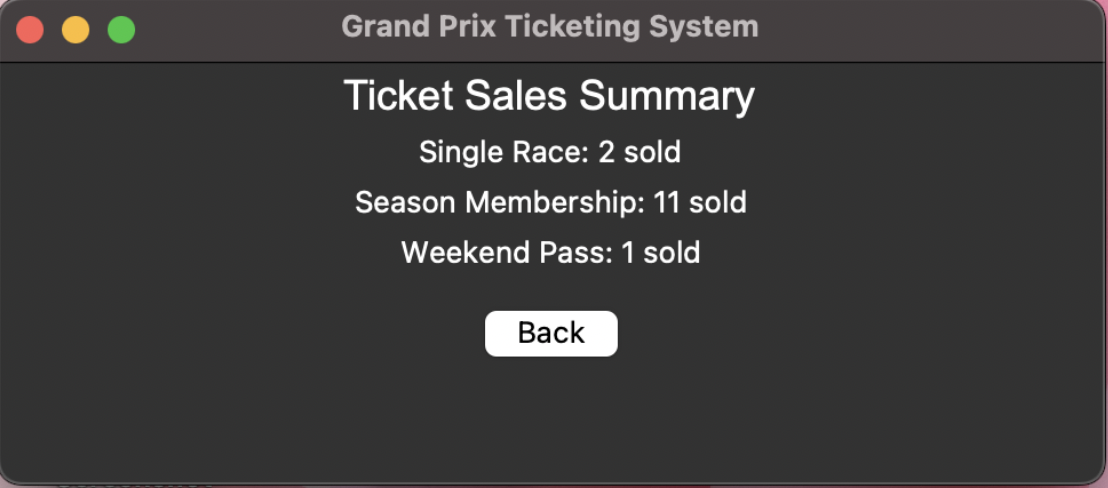 Grand Prix Ticketing System
Ticket Sales Summary
Single Race: 2 sold
Season Membership: 11 sold
Weekend Pass: 1 sold
Back